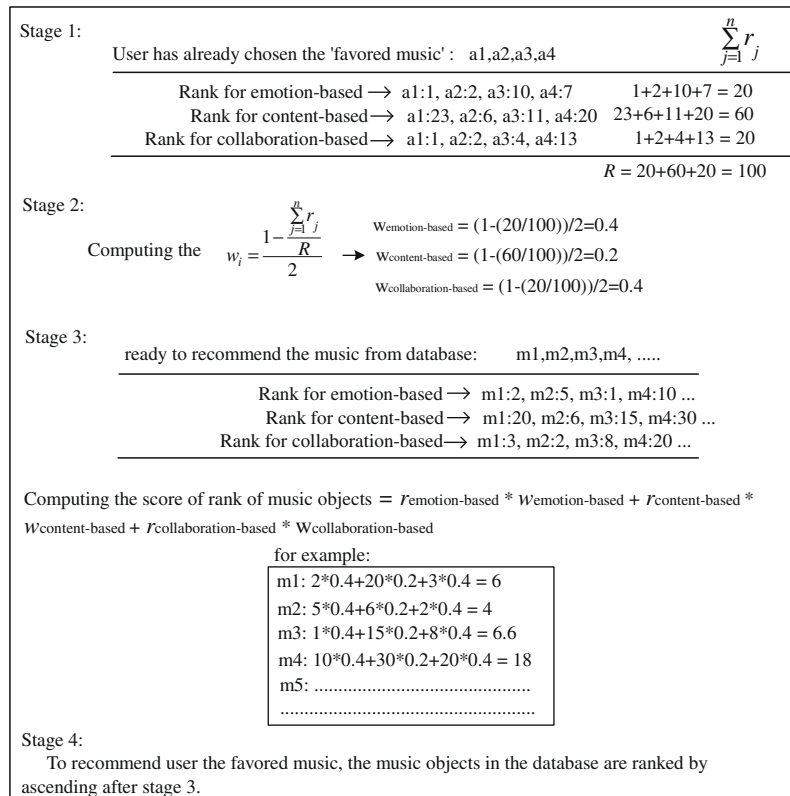 Stage 1:
User has already chosen the 'favored music' : a1,a2,a3,a4
n
∑ rj
j=1
Rank for emotion-based → a1:1, a2:2, a3:10, a4:7 1+2+10+7 = 20
Rank for content-based → a1:23, a2:6, a3:11, a4:20 23+6+11+20 = 60
Rank for collaboration-based → a1:1, a2:2, a3:4, a4:13 1+2+4+13 = 20
R = 20+60+20 = 100
Stage 2:
Computing the
n
∑ rj
j=1
1-
R
wi =
2
→
wemotion-based = (1-(20/100))/2=0.4
wcontent-based = (1-(60/100))/2=0.2
wcollaboration-based = (1-(20/100))/2=0.4
Stage 3:
ready to recommend the music from database: m1,m2,m3,m4, .....
Rank for emotion-based → m1:2, m2:5, m3:1, m4:10 ...
Rank for content-based → m1:20, m2:6, m3:15, m4:30 ...
Rank for collaboration-based → m1:3, m2:2, m3:8, m4:20 ...
Computing the score of rank of music objects = remotion-based * wemotion-based + rcontent-based *
wcontent-based + rcollaboration-based * wcollaboration-based
for example:
m1: 2*0.4+20*0.2+3*0.4 = 6
m2: 5*0.4+6*0.2+2*0.4 = 4
m3: 1*0.4+15*0.2+8*0.4 = 6.6
m4: 10*0.4+30*0.2+20*0.4 = 18
m5: .............................................
.....................................................
Stage 4:
To recommend user the favored music, the music objects in the database are ranked by
ascending after stage 3.